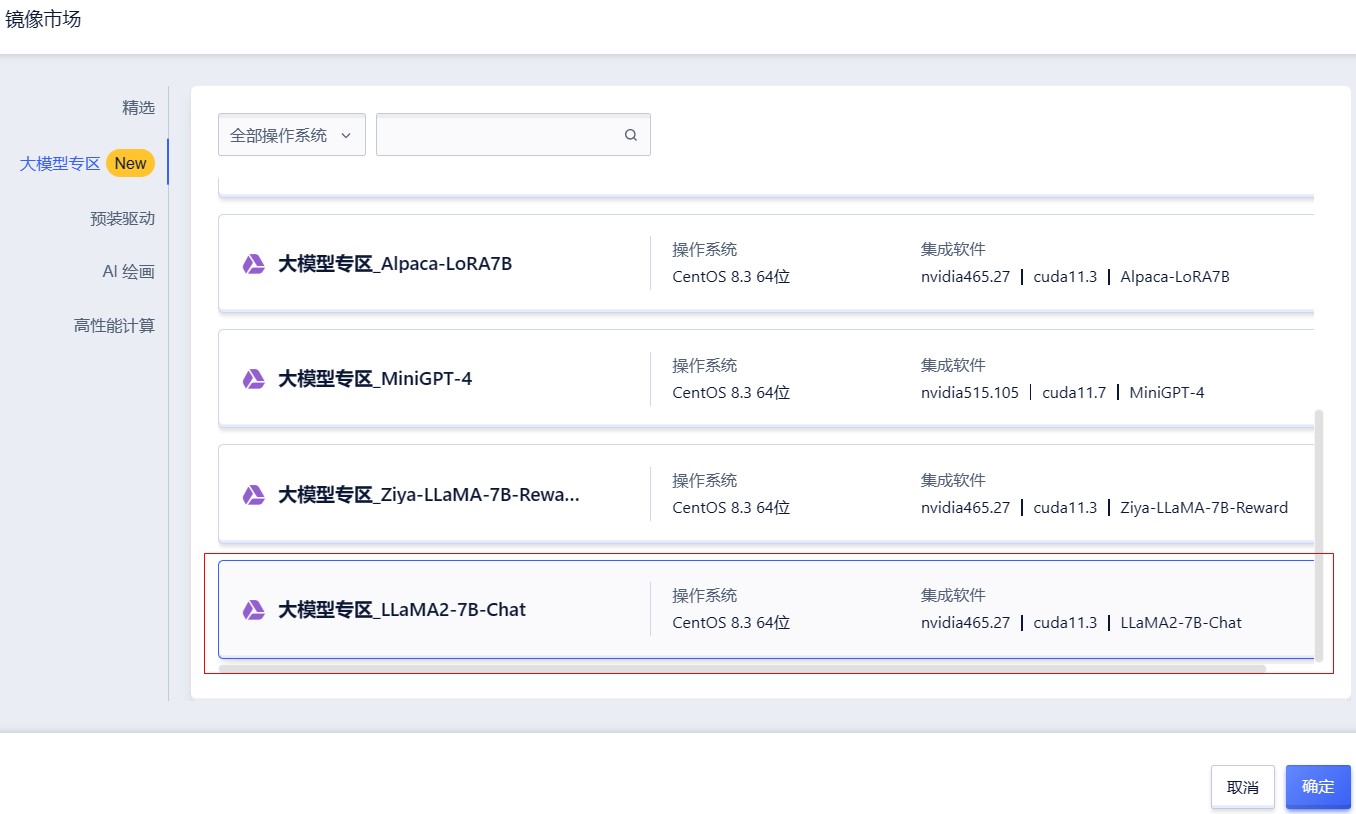 镜像市场
精选
大模型专区 New
预装驱动
AI 绘画
高性能计算
全部操作系统
大模型专区_Alpaca-LoRA7B
操作系统
CentOS 8.3 64位
集成软件
nvidia465.27 | cuda11.3 | Alpaca-LoRA7B
大模型专区_MiniGPT-4
操作系统
CentOS 8.3 64位
集成软件
nvidia515.105 | cuda11.7 | MiniGPT-4
大模型专区_Ziya-LLaMA-7B-Rewa...
操作系统
CentOS 8.3 64位
集成软件
nvidia465.27 | cuda11.3 | Ziya-LLaMA-7B-Reward
大模型专区_LLaMA2-7B-Chat
操作系统
CentOS 8.3 64位
集成软件
nvidia465.27 | cuda11.3 | LLaMA2-7B-Chat
取消
确定